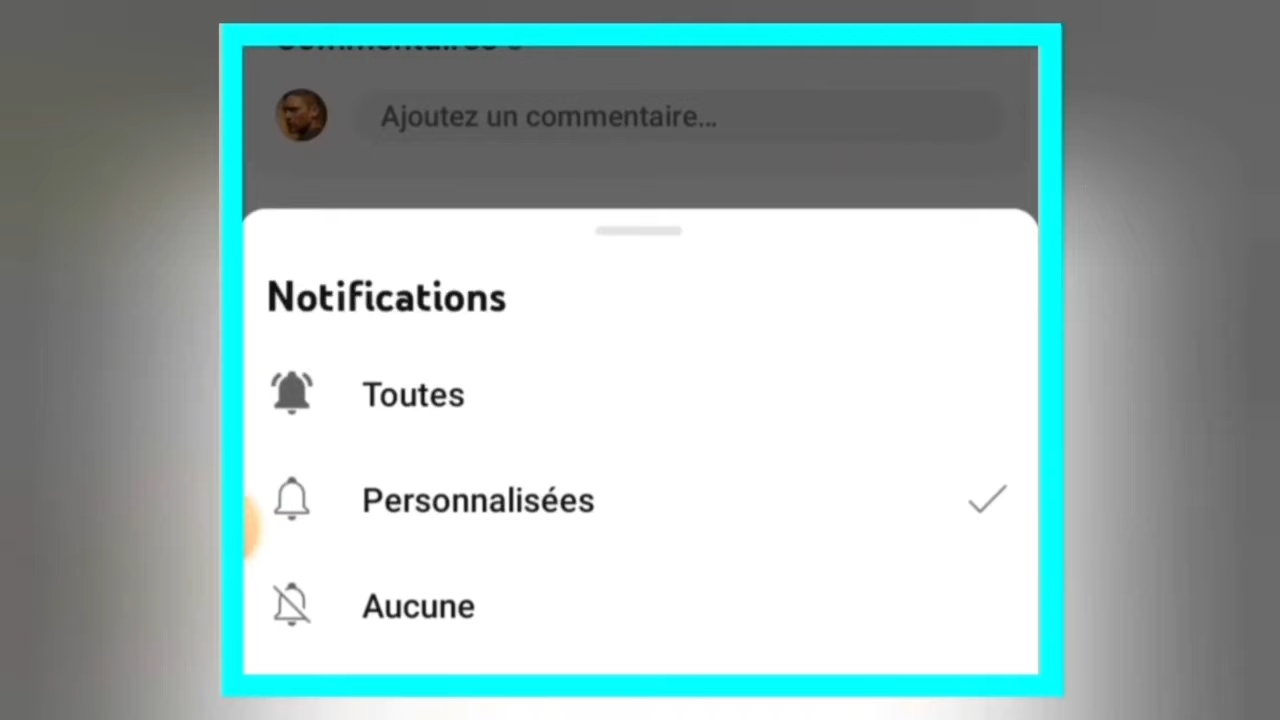 Ajoutez un commentaire...
Notifications
Toutes
Personnalisées
Aucune